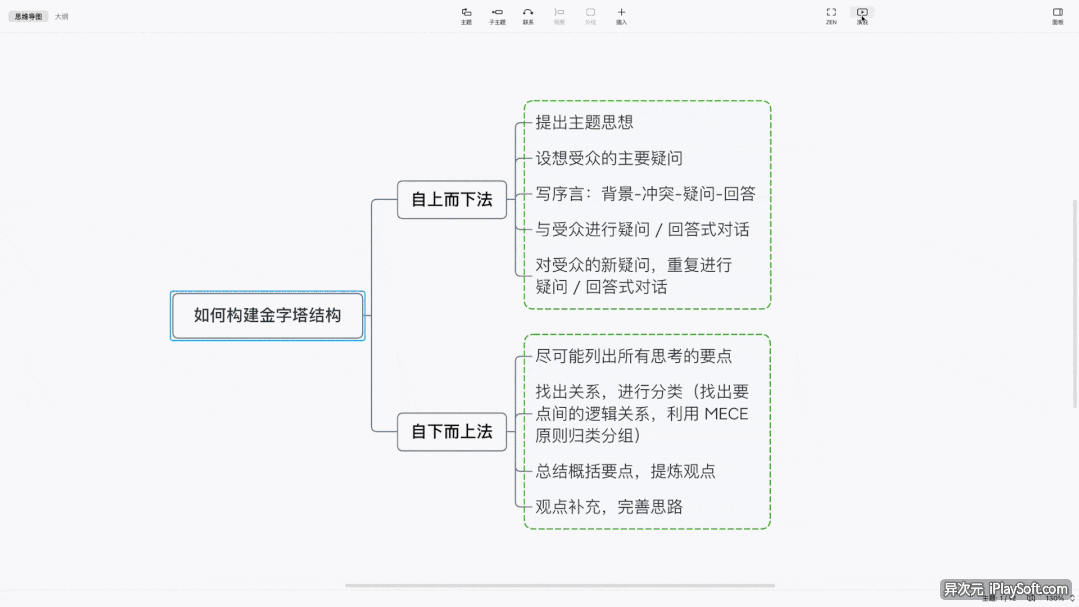 思维导图 大纲
主题 子主题 联系 概要 外框 插入 ZEN 演说 面板
提出主题思想
设想受众的主要疑问
自上而下法
写序言：背景-冲突-疑问-回答
与受众进行疑问 / 回答式对话
对受众的新疑问，重复进行
疑问 / 回答式对话
如何构建金字塔结构
尽可能列出所有思考的要点
找出关系，进行分类（找出要
点间的逻辑关系，利用 MECE
原则归类分组）
自下而上法
总结概括要点，提炼观点
观点补充，完善思路
异次元 iPlaySoft.com
130%